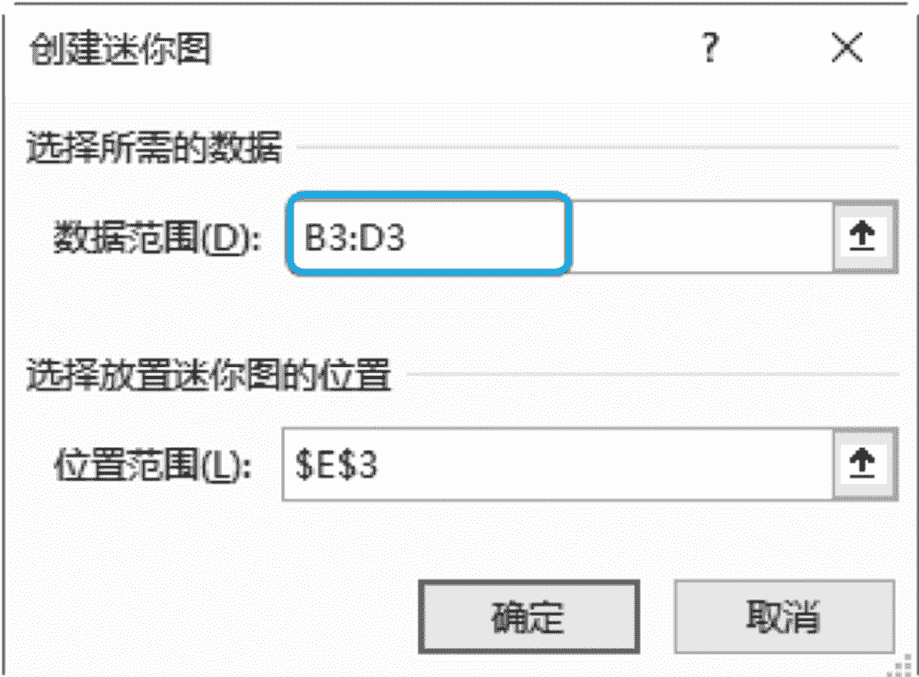 创建迷你图 ?
选择所需的数据
数据范围(D): B3:D3
选择放置迷你图的位置
位置范围(L): $E$3
确定 取消